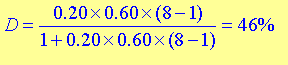 D = 0.20×0.60×(8−1) / 1+0.20×0.60×(8−1) = 46%